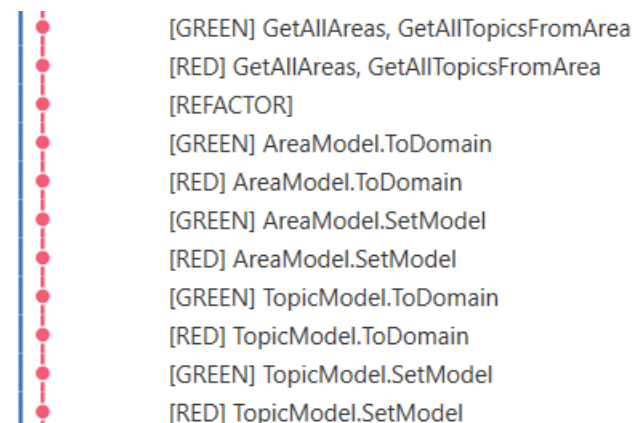 [GREEN] GetAllAreas, GetAllTopicsFromArea
[RED] GetAllAreas, GetAllTopicsFromArea
[REFACTOR]
[GREEN] AreaModel.ToDomain
[RED] AreaModel.ToDomain
[GREEN] AreaModel.SetModel
[RED] AreaModel.SetModel
[GREEN] TopicModel.ToDomain
[RED] TopicModel.ToDomain
[GREEN] TopicModel.SetModel
[RED] TopicModel.SetModel